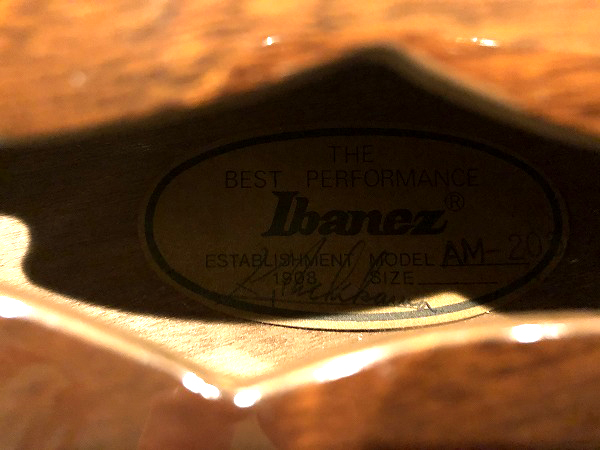 THE
BEST PERFORMANCE
Ibanez®
ESTABLISHMENT MODEL AM-20
1908 SIZE